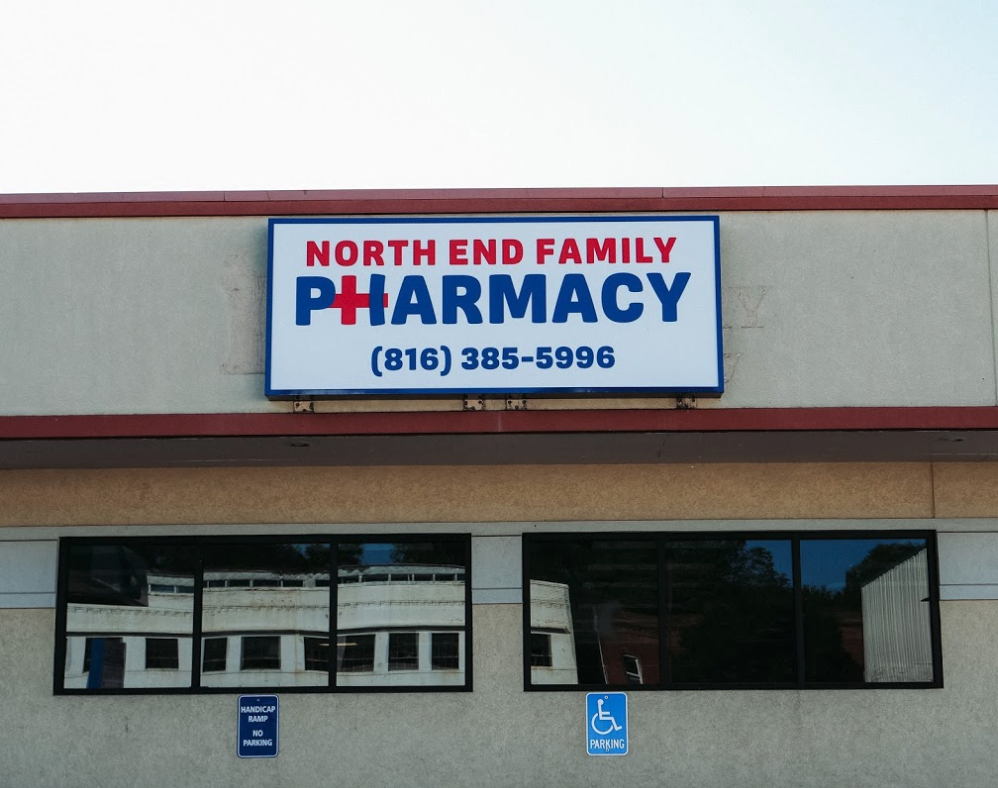 NORTH END FAMILY
PHARMACY
(816) 385-5996
HANDICAP
RAMP
NO
PARKING
PARKING